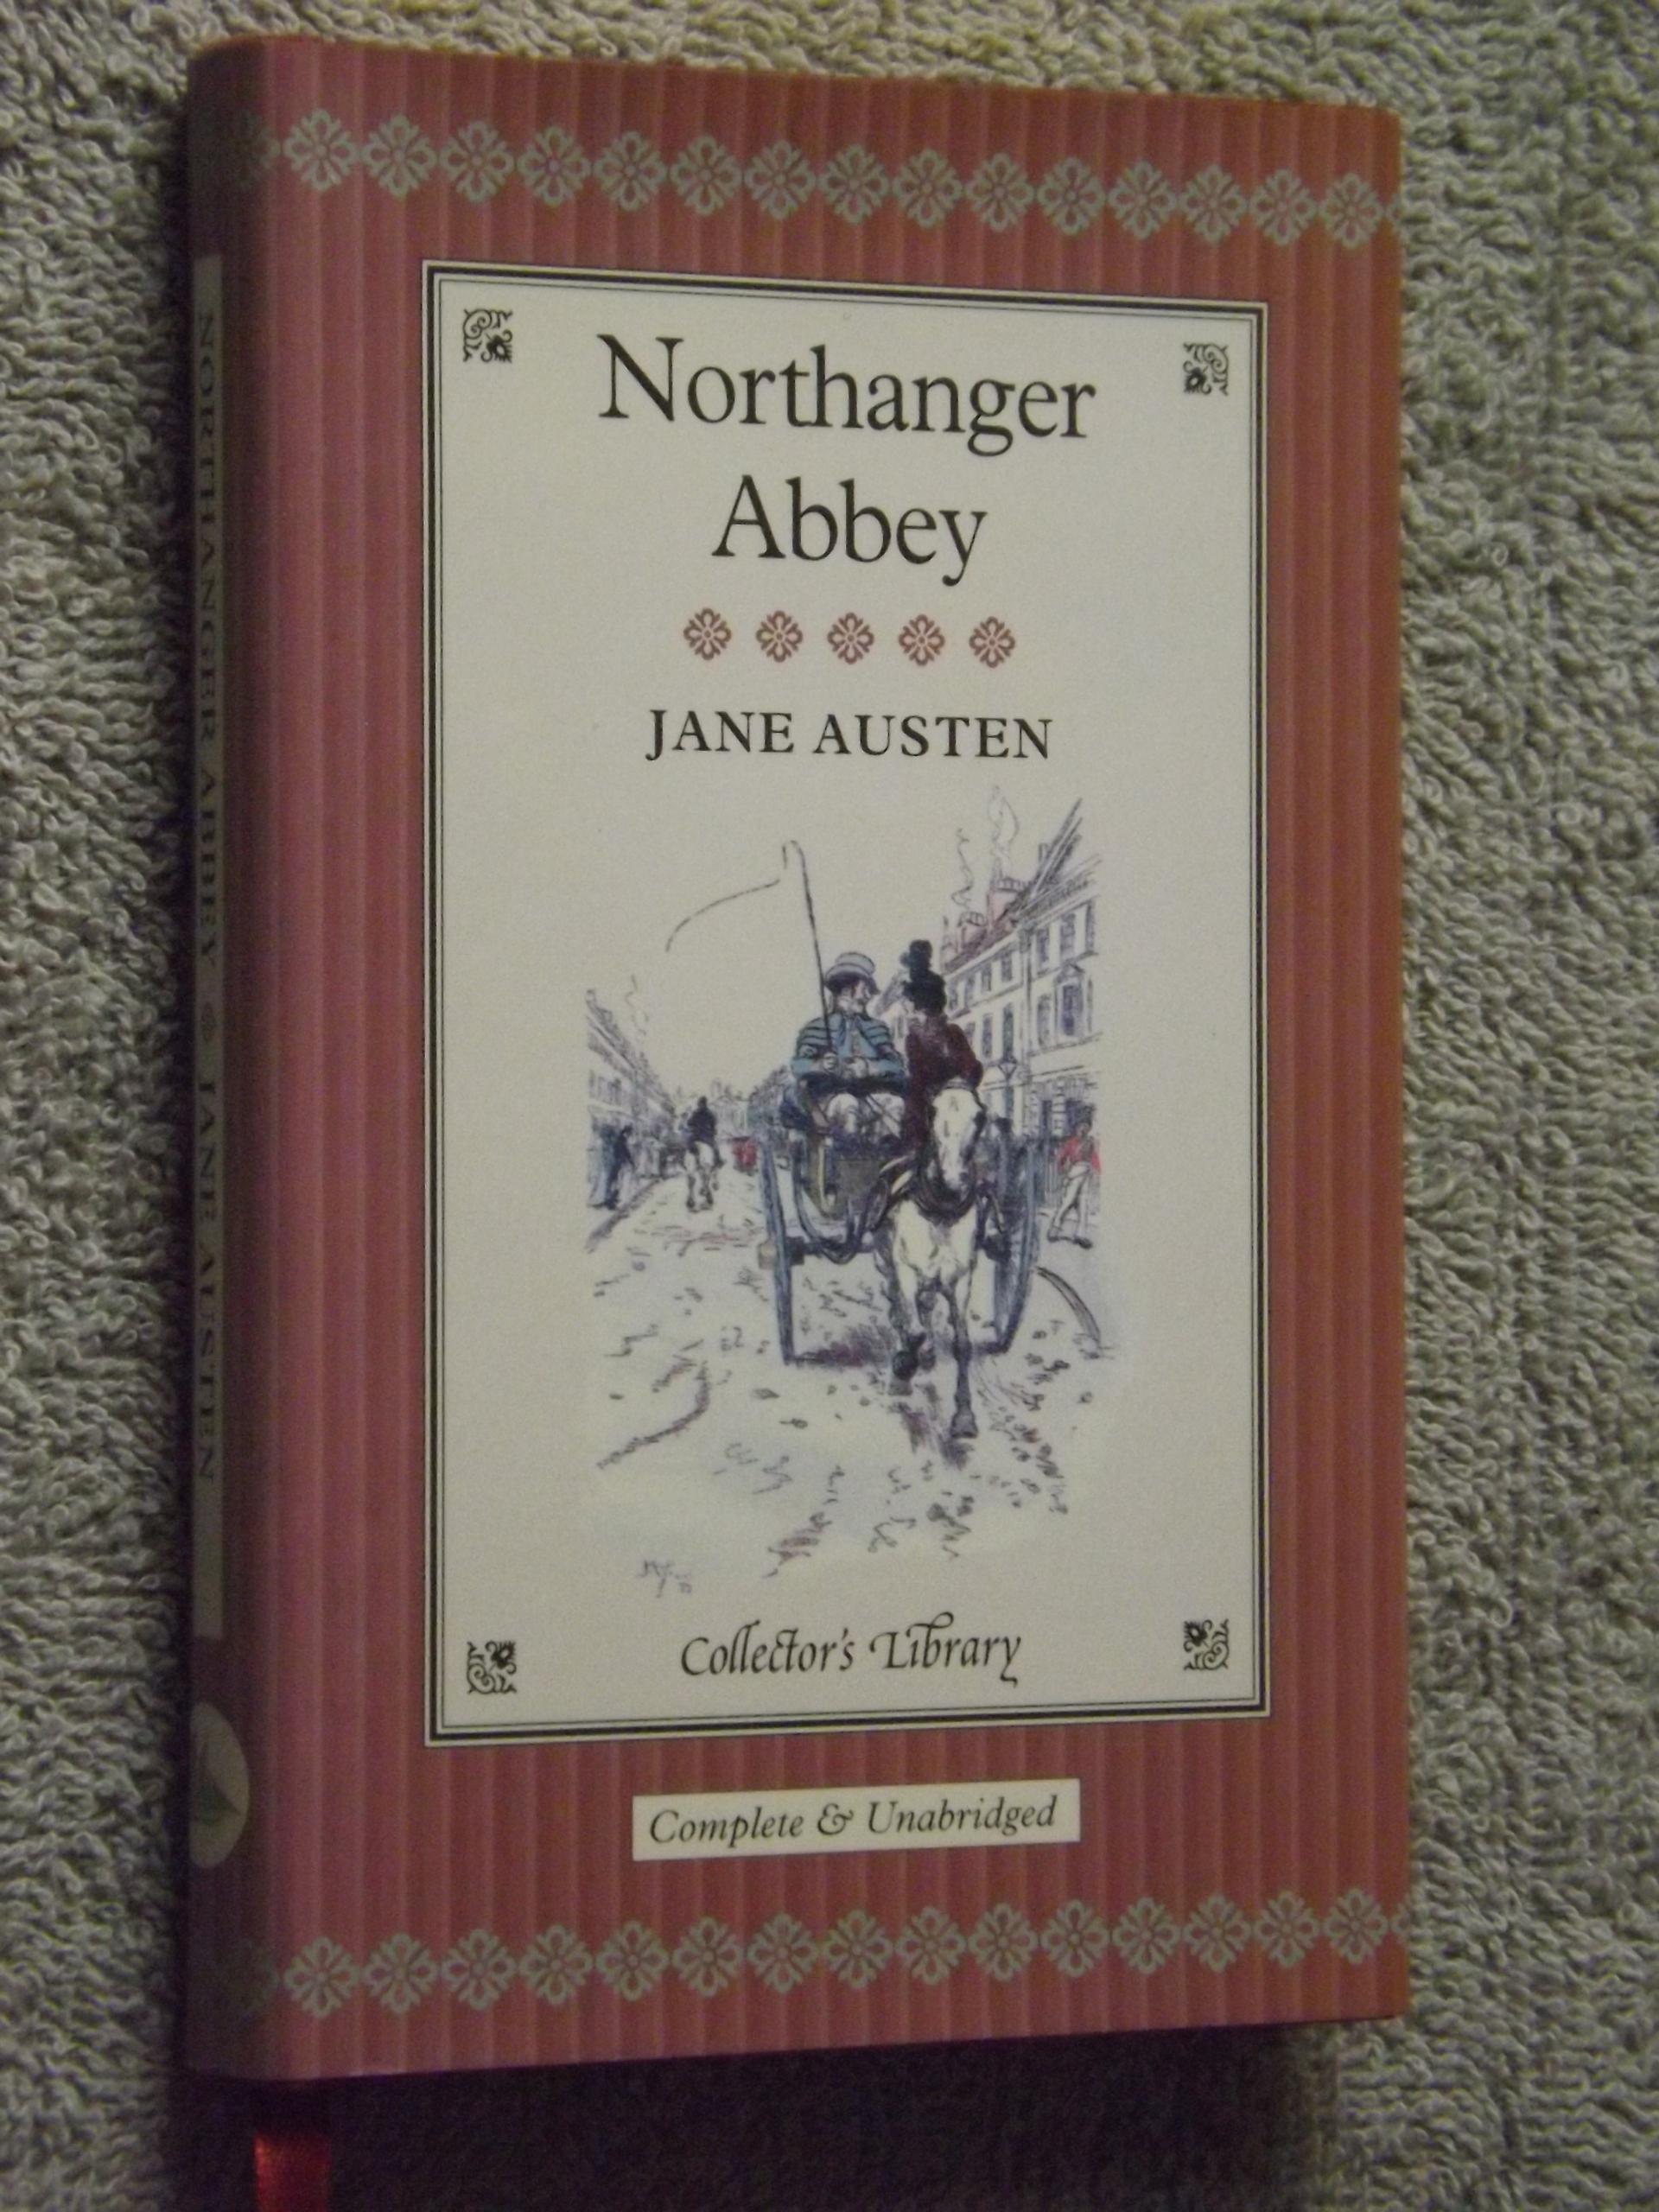 Northanger
Abbey
JANE AUSTEN
Collector's Library
Complete & Unabridged
NORTHANGER ABBEY JANE AUSTEN